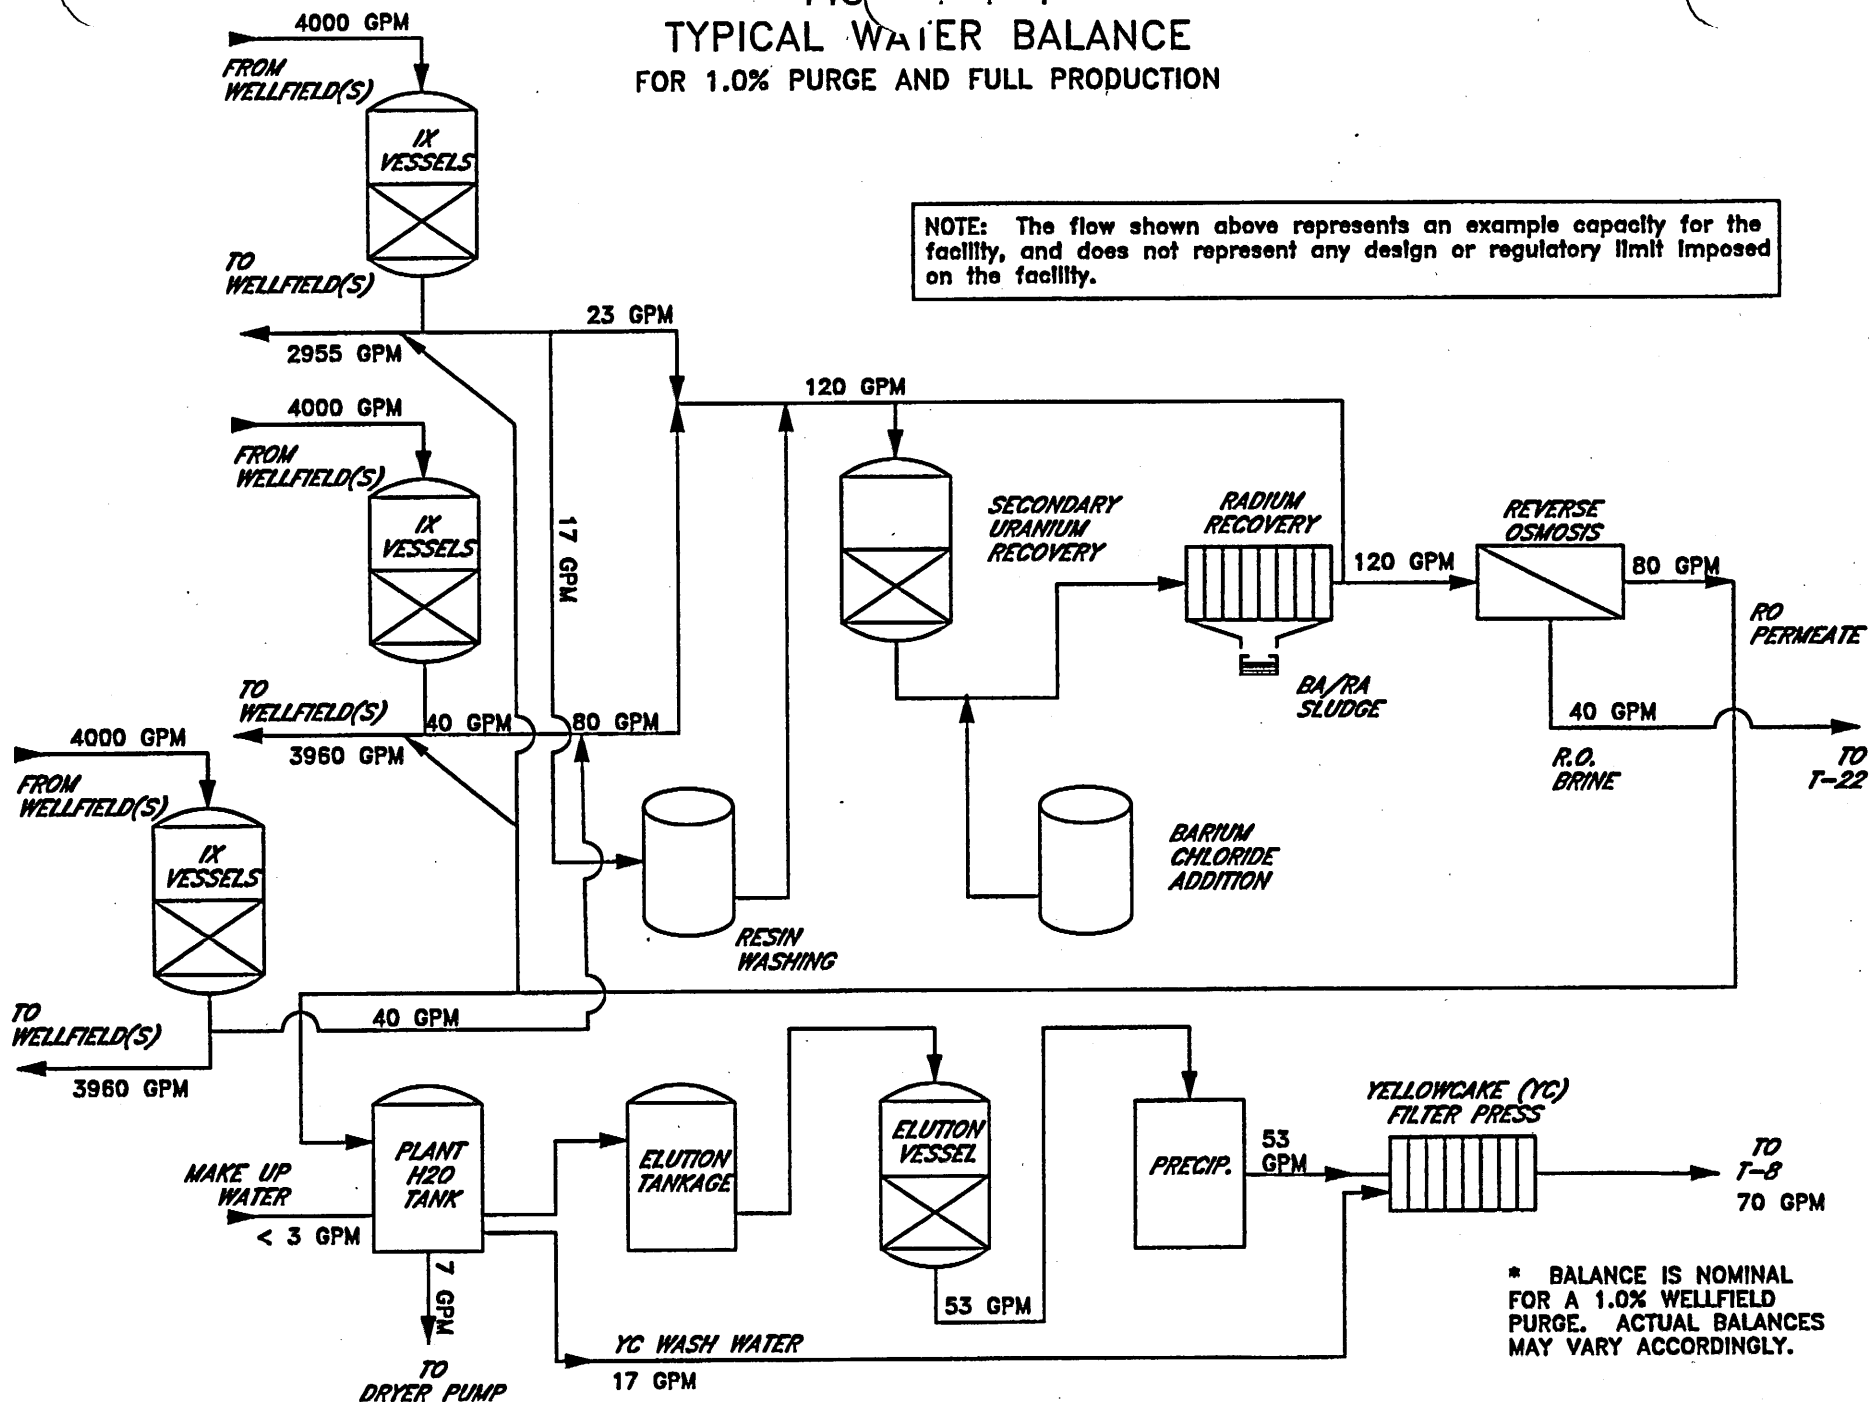 TYPICAL WATER BALANCE
FOR 1.0% PURGE AND FULL PRODUCTION
4000 GPM
FROM
WELLFIELD(S)
IX
VESSELS
TO
WELLFIELD(S)
2955 GPM
23 GPM
NOTE: The flow shown above represents an example capacity for the
facility, and does not represent any design or regulatory limit imposed
on the facility.
4000 GPM
FROM
WELLFIELD(S)
IX
VESSELS
17 GPM
120 GPM
SECONDARY
URANIUM
RECOVERY
RADIUM
RECOVERY
120 GPM
REVERSE
OSMOSIS
80 GPM
RO
PERMEATE
BA/RA
SLUDGE
40 GPM
R.O.
BRINE
TO
T-22
TO
WELLFIELD(S)
40 GPM
80 GPM
3960 GPM
4000 GPM
FROM
WELLFIELD(S)
IX
VESSELS
RESIN
WASHING
BARIUM
CHLORIDE
ADDITION
TO
WELLFIELD(S)
40 GPM
3960 GPM
PLANT
H2O
TANK
MAKE UP
WATER
< 3 GPM
7 GPM
TO
DRYER PUMP
ELUTION
TANKAGE
ELUTION
VESSEL
53 GPM
PRECIP.
53
GPM
YELLOWCAKE (YC)
FILTER PRESS
TO
T-8
70 GPM
YC WASH WATER
17 GPM
* BALANCE IS NOMINAL
FOR A 1.0% WELLFIELD
PURGE. ACTUAL BALANCES
MAY VARY ACCORDINGLY.